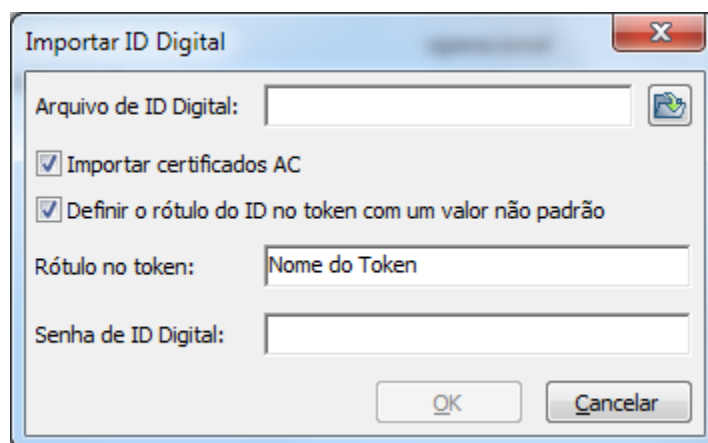 Importar ID Digital
Arquivo de ID Digital:
Importar certificados AC
Definir o rótulo do ID no token com um valor não padrão
Rótulo no token: Nome do Token
Senha de ID Digital:
OK Cancelar